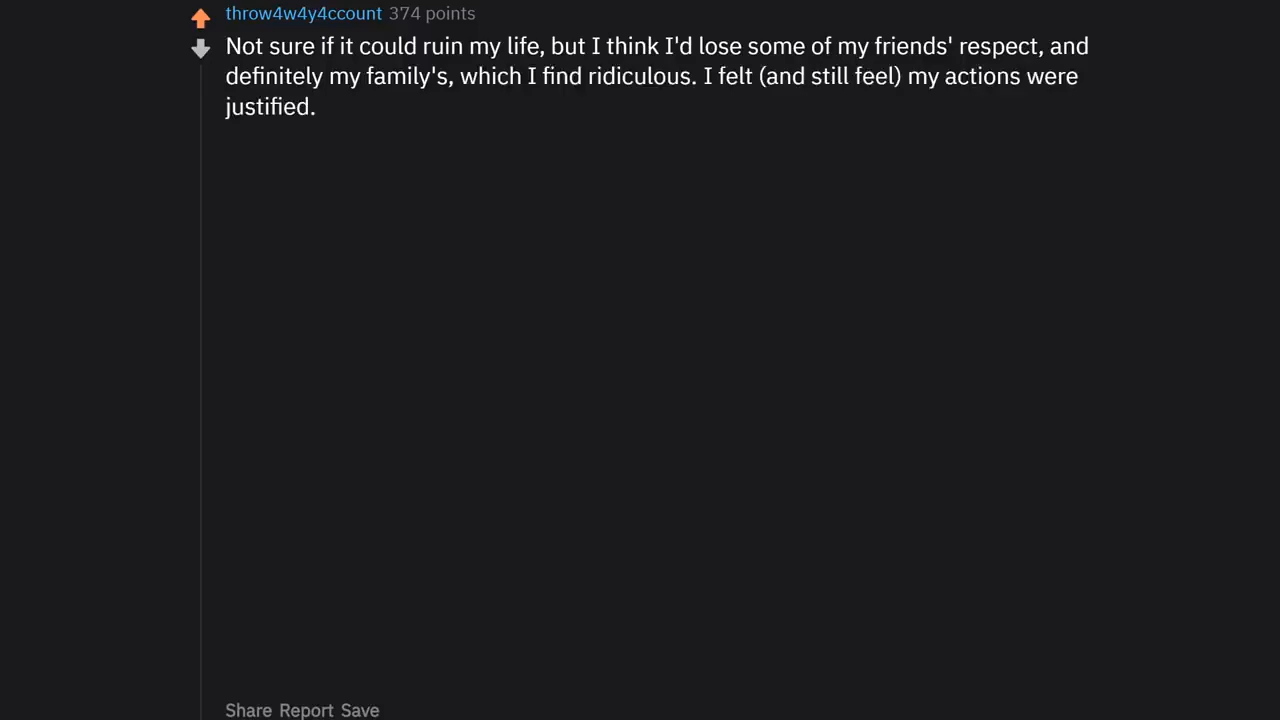 throw4w4y4ccount 374 points
Not sure if it could ruin my life, but I think I'd lose some of my friends' respect, and
definitely my family's, which I find ridiculous. I felt (and still feel) my actions were
justified.
Share Report Save